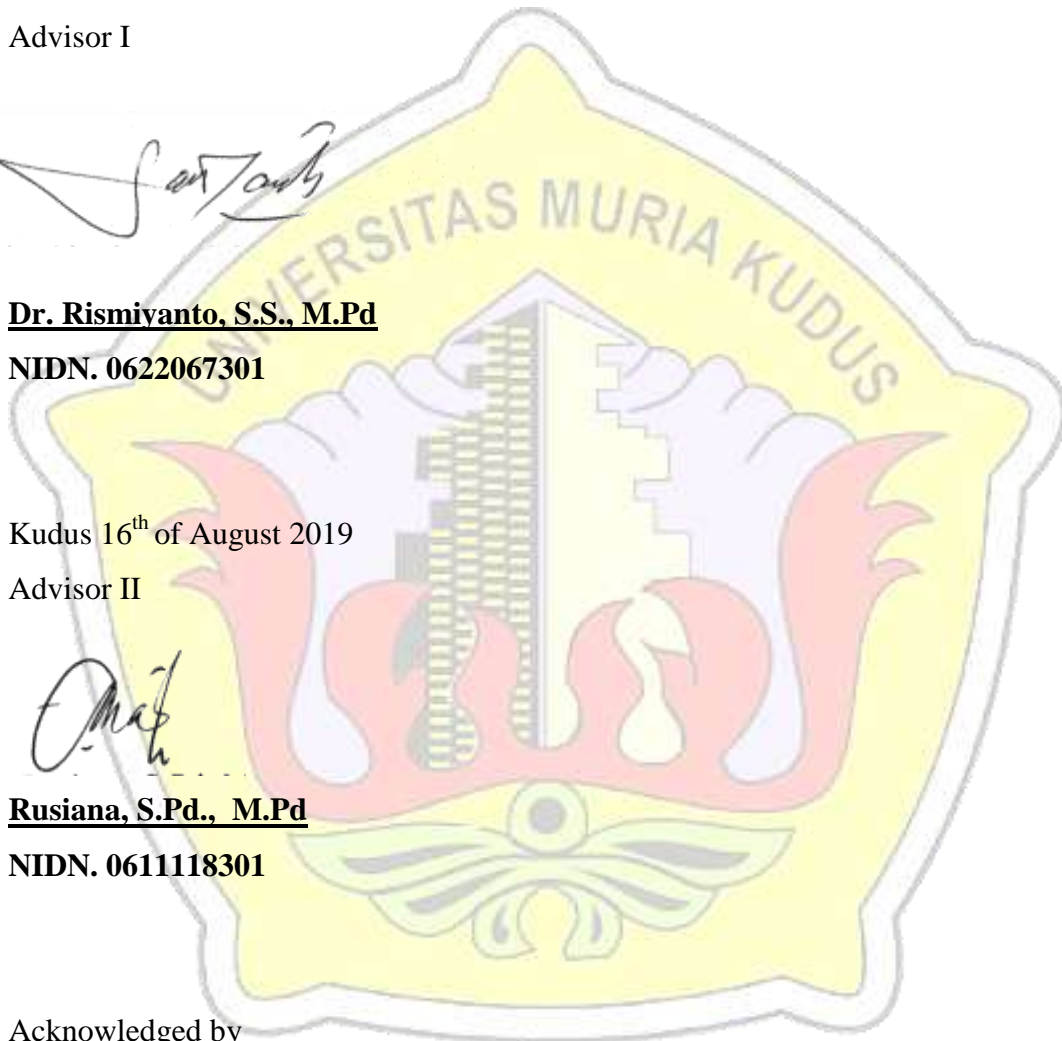 Advisor I
UNIVERSITAS MURIA KUDUS
Dr. Rismiyanto, S.S., M.Pd
NIDN. 0622067301
Kudus 16th of August 2019
Advisor II
Rusiana, S.Pd., M.Pd
NIDN. 0611118301
Acknowledged by